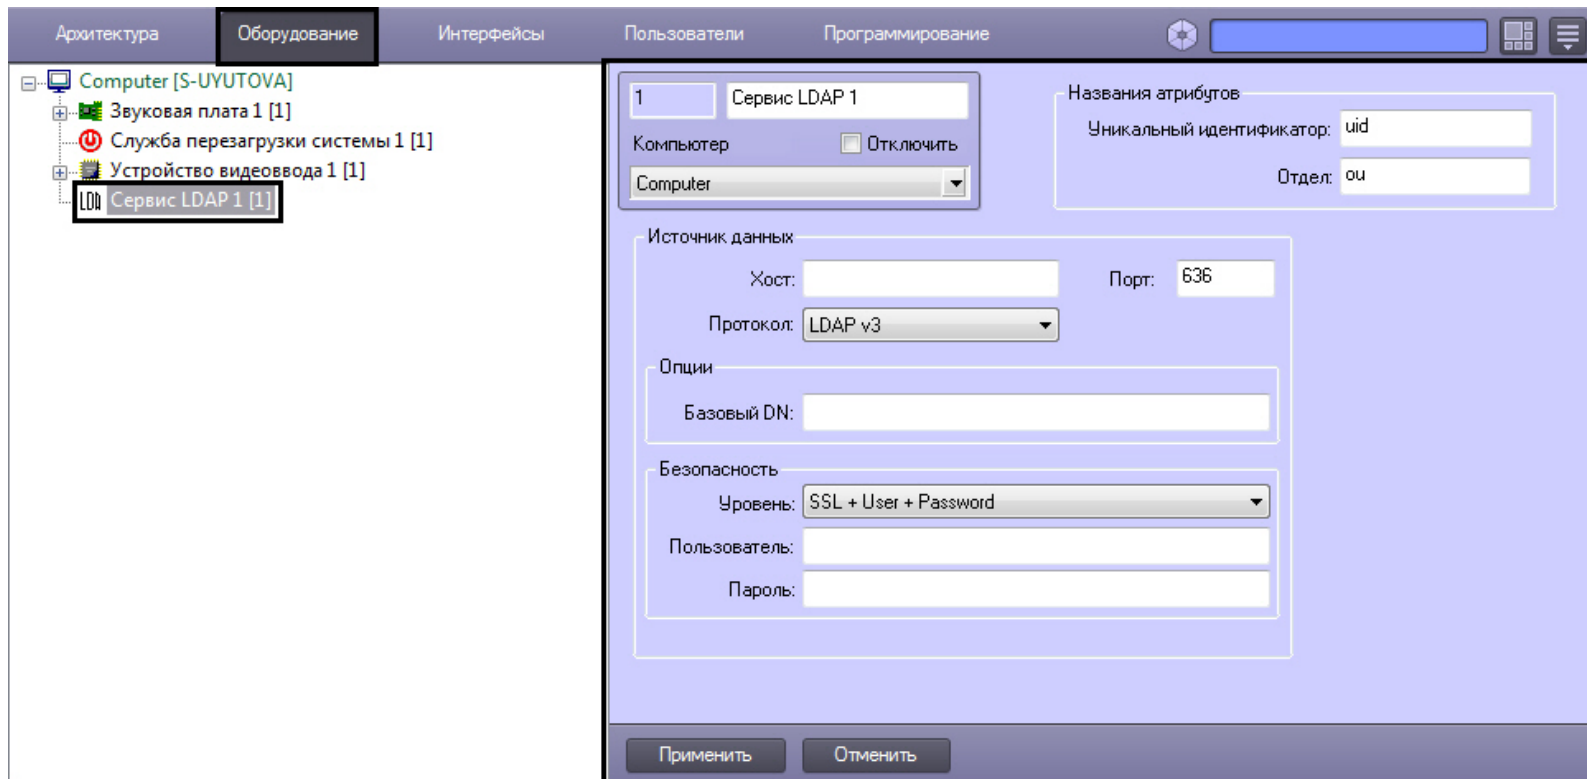 Архитектура Оборудование Интерфейсы Пользователи Программирование
Computer [S-UYUTOVA]
Звуковая плата 1 [1]
Служба перезагрузки системы 1 [1]
Устройство видеоввода 1 [1]
LDA Сервис LDAP 1 [1]
1 Сервис LDAP 1
Компьютер Отключить
Computer
Названия атрибутов
Уникальный идентификатор: uid
Отдел: ou
Источник данных
Хост: Порт: 636
Протокол: LDAP v3
Опции
Базовый DN:
Безопасность
Уровень: SSL + User + Password
Пользователь:
Пароль:
Применить Отменить